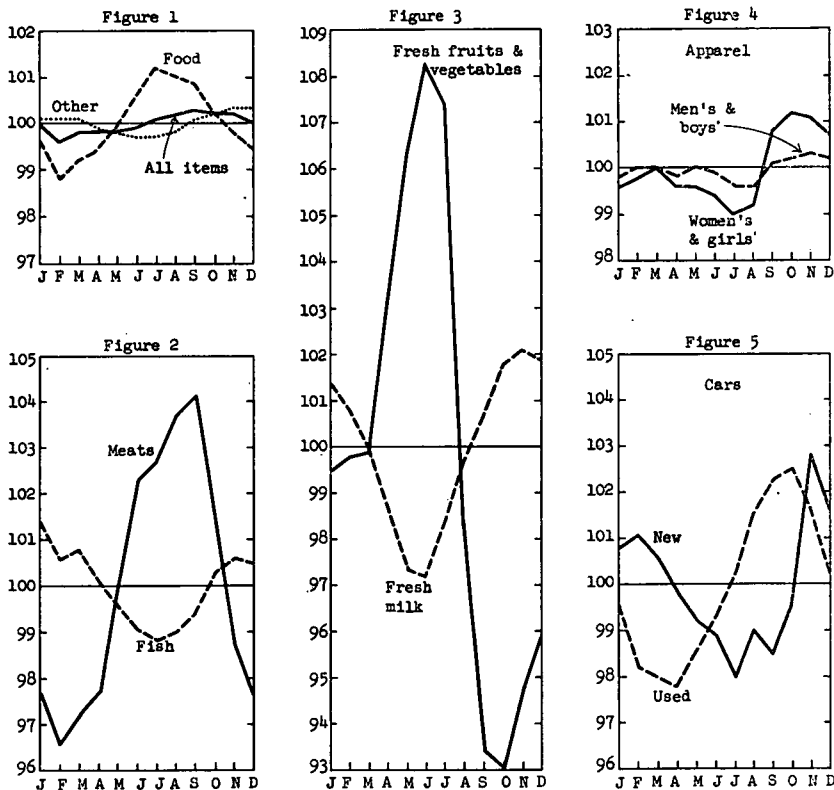 Figure 1
102
101
100
99
98
97
Food
Other
All items
J F M A M J J A S O N D
Figure 2
105
104
103
102
101
100
99
98
97
96
Meats
Fish
J F M A M J J A S O N D
Figure 3
109
108
107
106
105
104
103
102
101
100
99
98
97
96
95
94
93
Fresh fruits &
vegetables
Fresh
milk
J F M A M J J A S O N D
Figure 4
103
102
101
100
99
98
Apparel
Men's &
boys'
Women's
& girls'
J F M A M J J A S O N D
Figure 5
105
104
103
102
101
100
99
98
97
96
Cars
New
Used
J F M A M J J A S O N D